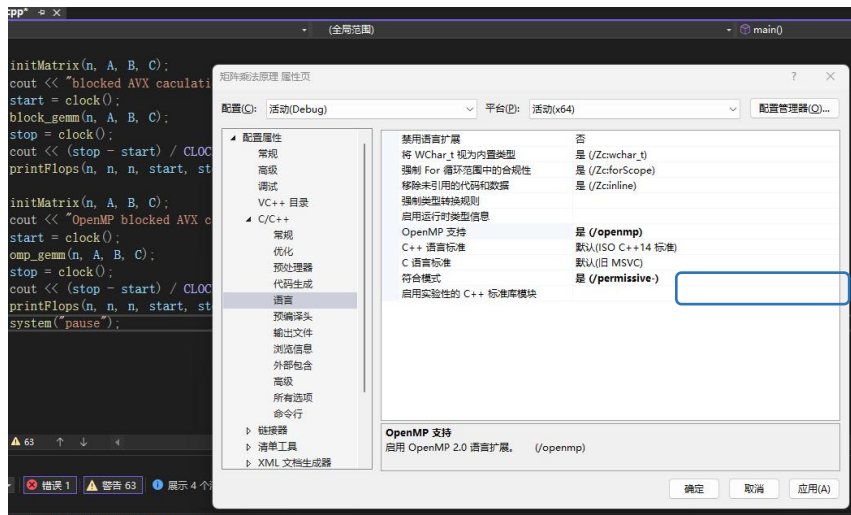 cpp*
(全局范围)
main()
initMatrix(n, A, B, C);
cout << "blocked AVX caculati
start = clock();
block_gemm(n, A, B, C);
stop = clock();
cout << (stop - start) / CLOC
printFlops(n, n, n, start, st
initMatrix(n, A, B, C);
cout << "OpenMP blocked AVX c
start = clock();
omp_gemm(n, A, B, C);
stop = clock();
cout << (stop - start) / CLOC
printFlops(n, n, n, start, st
system("pause");
63
错误 1
警告 63
展示 4 个
矩阵乘法原理 属性页
配置(C):
活动(Debug)
平台(P):
活动(x64)
配置管理器(O)...
配置属性
常规
高级
调试
VC++ 目录
C/C++
常规
优化
预处理器
代码生成
语言
预编译头
输出文件
浏览信息
外部包含
高级
所有选项
命令行
链接器
清单工具
XML 文档生成器
禁用语言扩展 否
将 WChar_t 视为内置类型 是 (/Zc:wchar_t)
强制 For 循环范围中的合规性 是 (/Zc:forScope)
移除未引用的代码和数据 是 (/Zc:inline)
强制类型转换规则
启用运行时类型信息
OpenMP 支持 是 (/openmp)
C++ 语言标准 默认(ISO C++14 标准)
C 语言标准 默认(旧 MSVC)
符合模式 是 (/permissive-)
启用实验性的 C++ 标准库模块
OpenMP 支持
启用 OpenMP 2.0 语言扩展。 (/openmp)
确定
取消
应用(A)